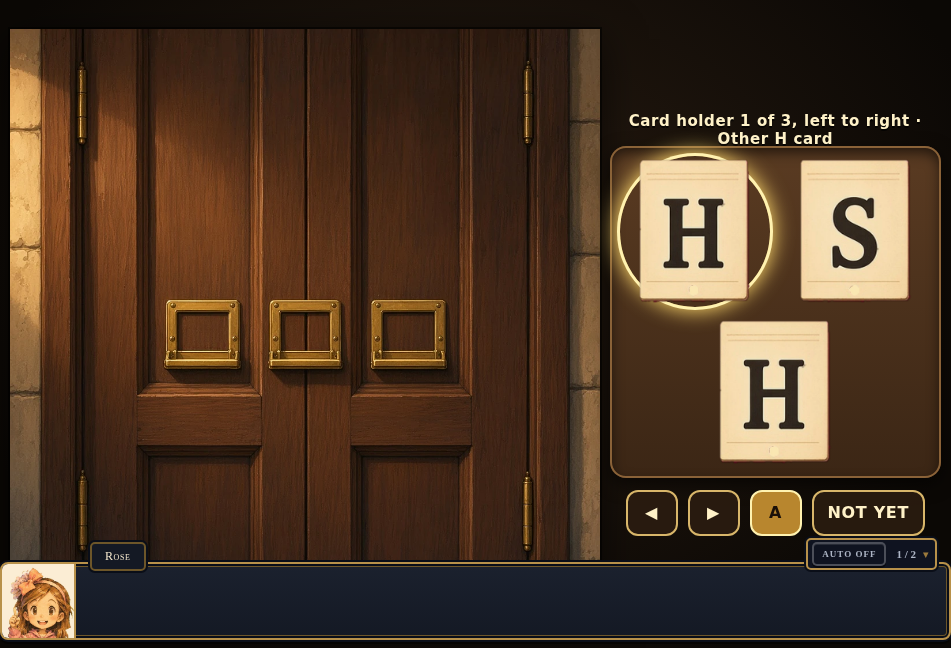 Card holder 1 of 3, left to right ·
Other H card
H S
H
◀ ▶ A NOT YET
Rose
AUTO OFF 1 / 2 ▼